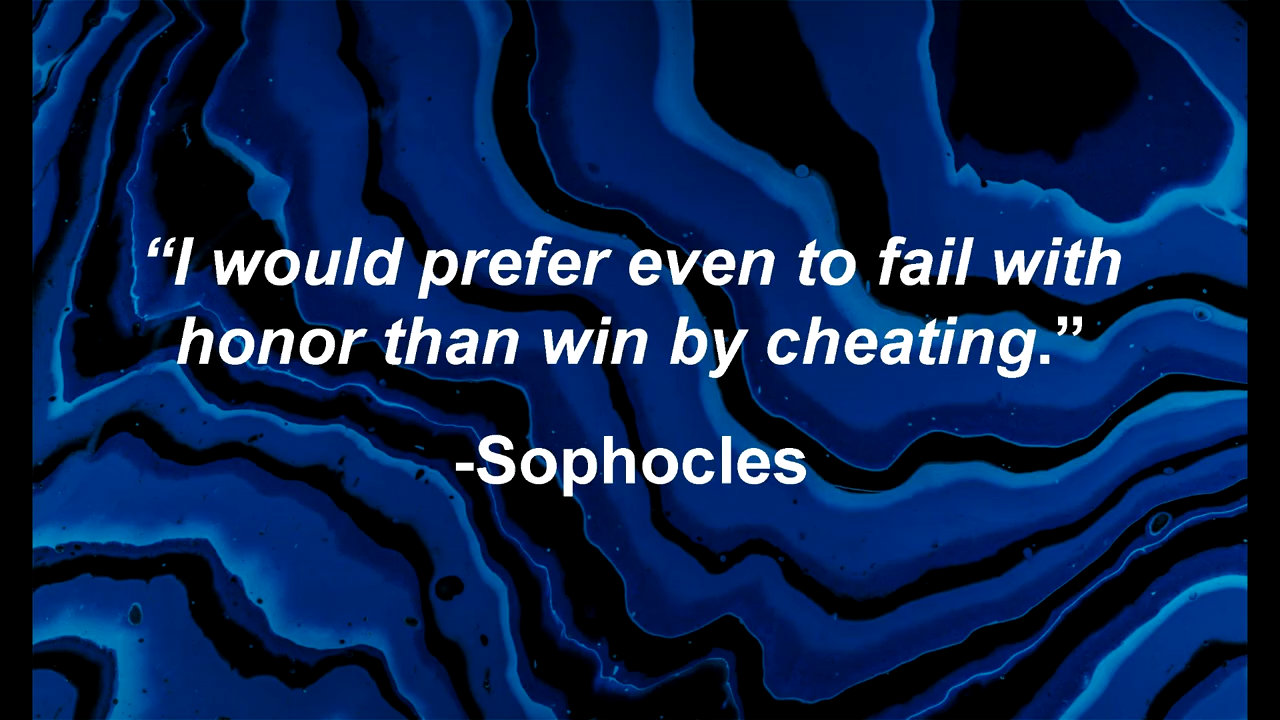 “I would prefer even to fail with
honor than win by cheating.”
-Sophocles